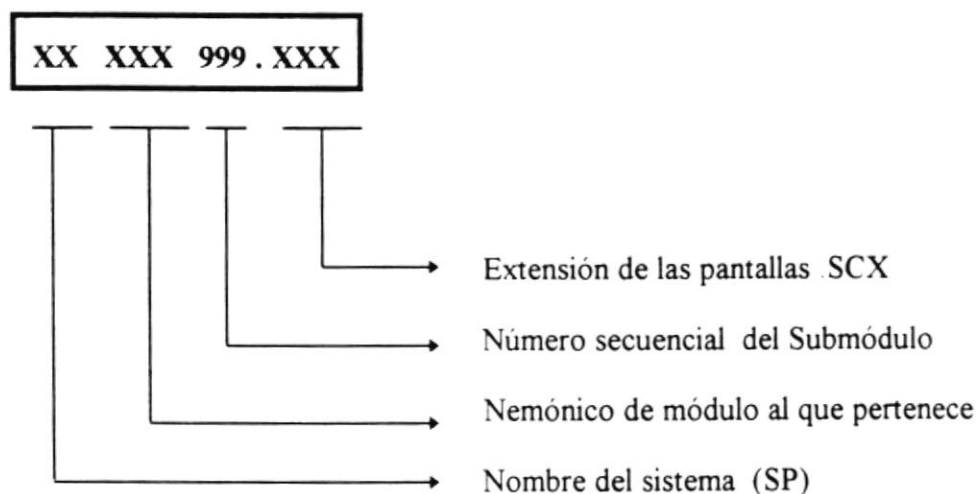 XX XXX 999 . XXX
Extensión de las pantallas .SCX
Número secuencial del Submódulo
Nemónico de módulo al que pertenece
Nombre del sistema (SP)